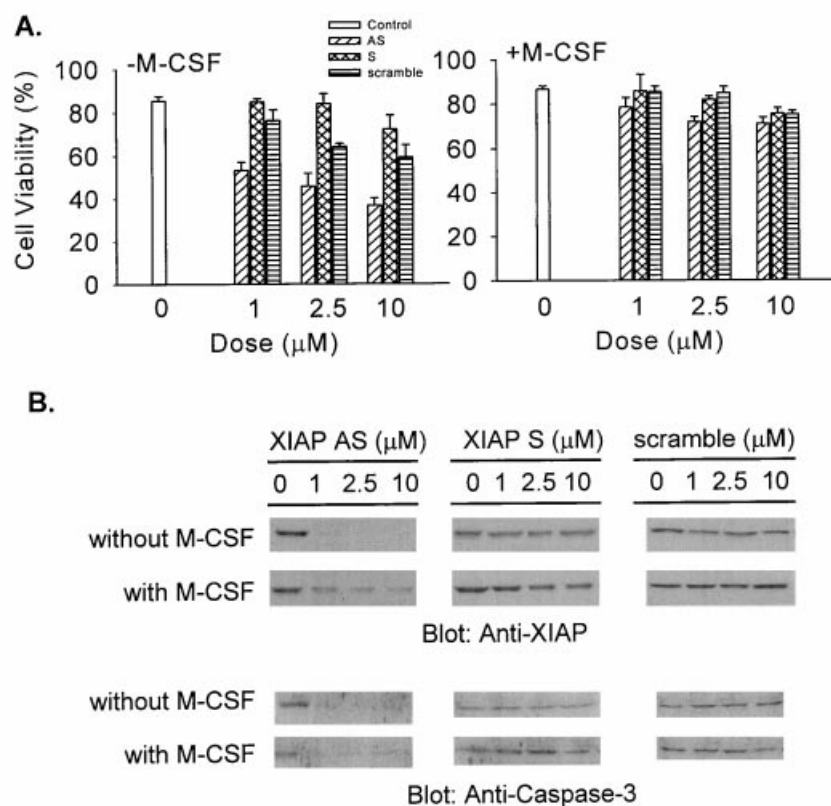 A.
-M-CSF
Control
AS
S
scramble
+M-CSF
Cell Viability (%)
100
80
60
40
20
0
0 1 2.5 10
Dose (μM)
100
80
60
40
20
0
0 1 2.5 10
Dose (μM)
B.
XIAP AS (μM) XIAP S (μM) scramble (μM)
0 1 2.5 10 0 1 2.5 10 0 1 2.5 10
without M-CSF
with M-CSF
Blot: Anti-XIAP
without M-CSF
with M-CSF
Blot: Anti-Caspase-3